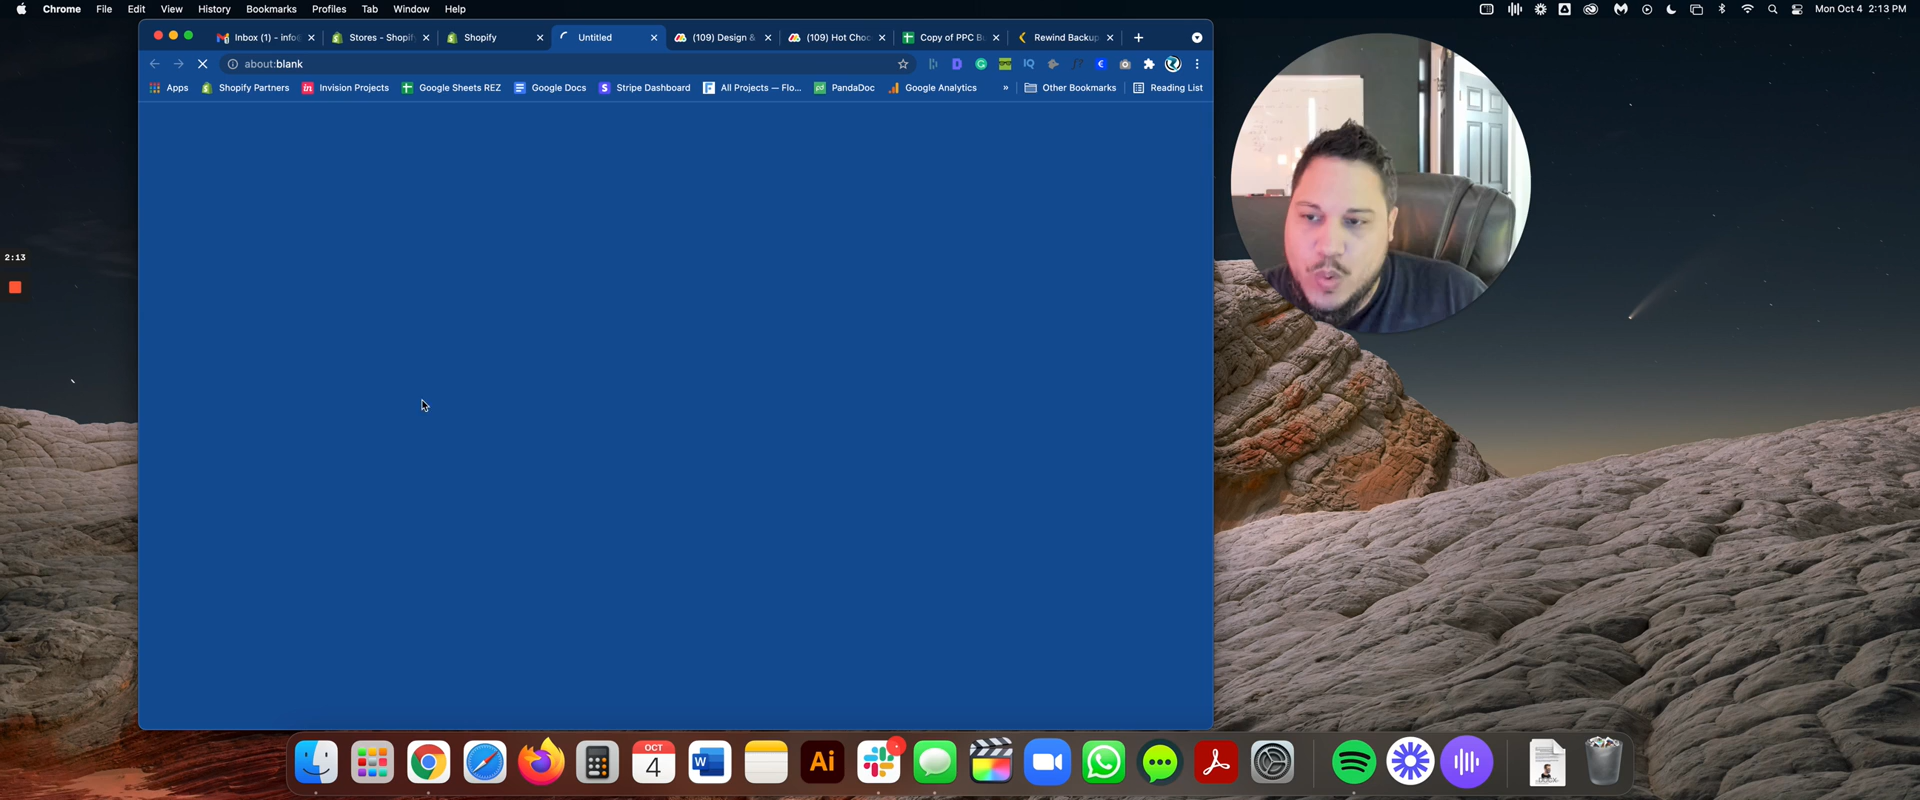 Chrome File Edit View History Bookmarks Profiles Tab Window Help
Mon Oct 4 2:13 PM
Inbox (1) - info Stores - Shopif Shopify Untitled (109) Design & (109) Hot Choc Copy of PPC B Rewind Backup
about:blank
Apps Shopify Partners Invision Projects Google Sheets REZ Google Docs Stripe Dashboard All Projects — Flo... PandaDoc Google Analytics » Other Bookmarks Reading List
2:13
OCT
4
W
Ai
DOCX